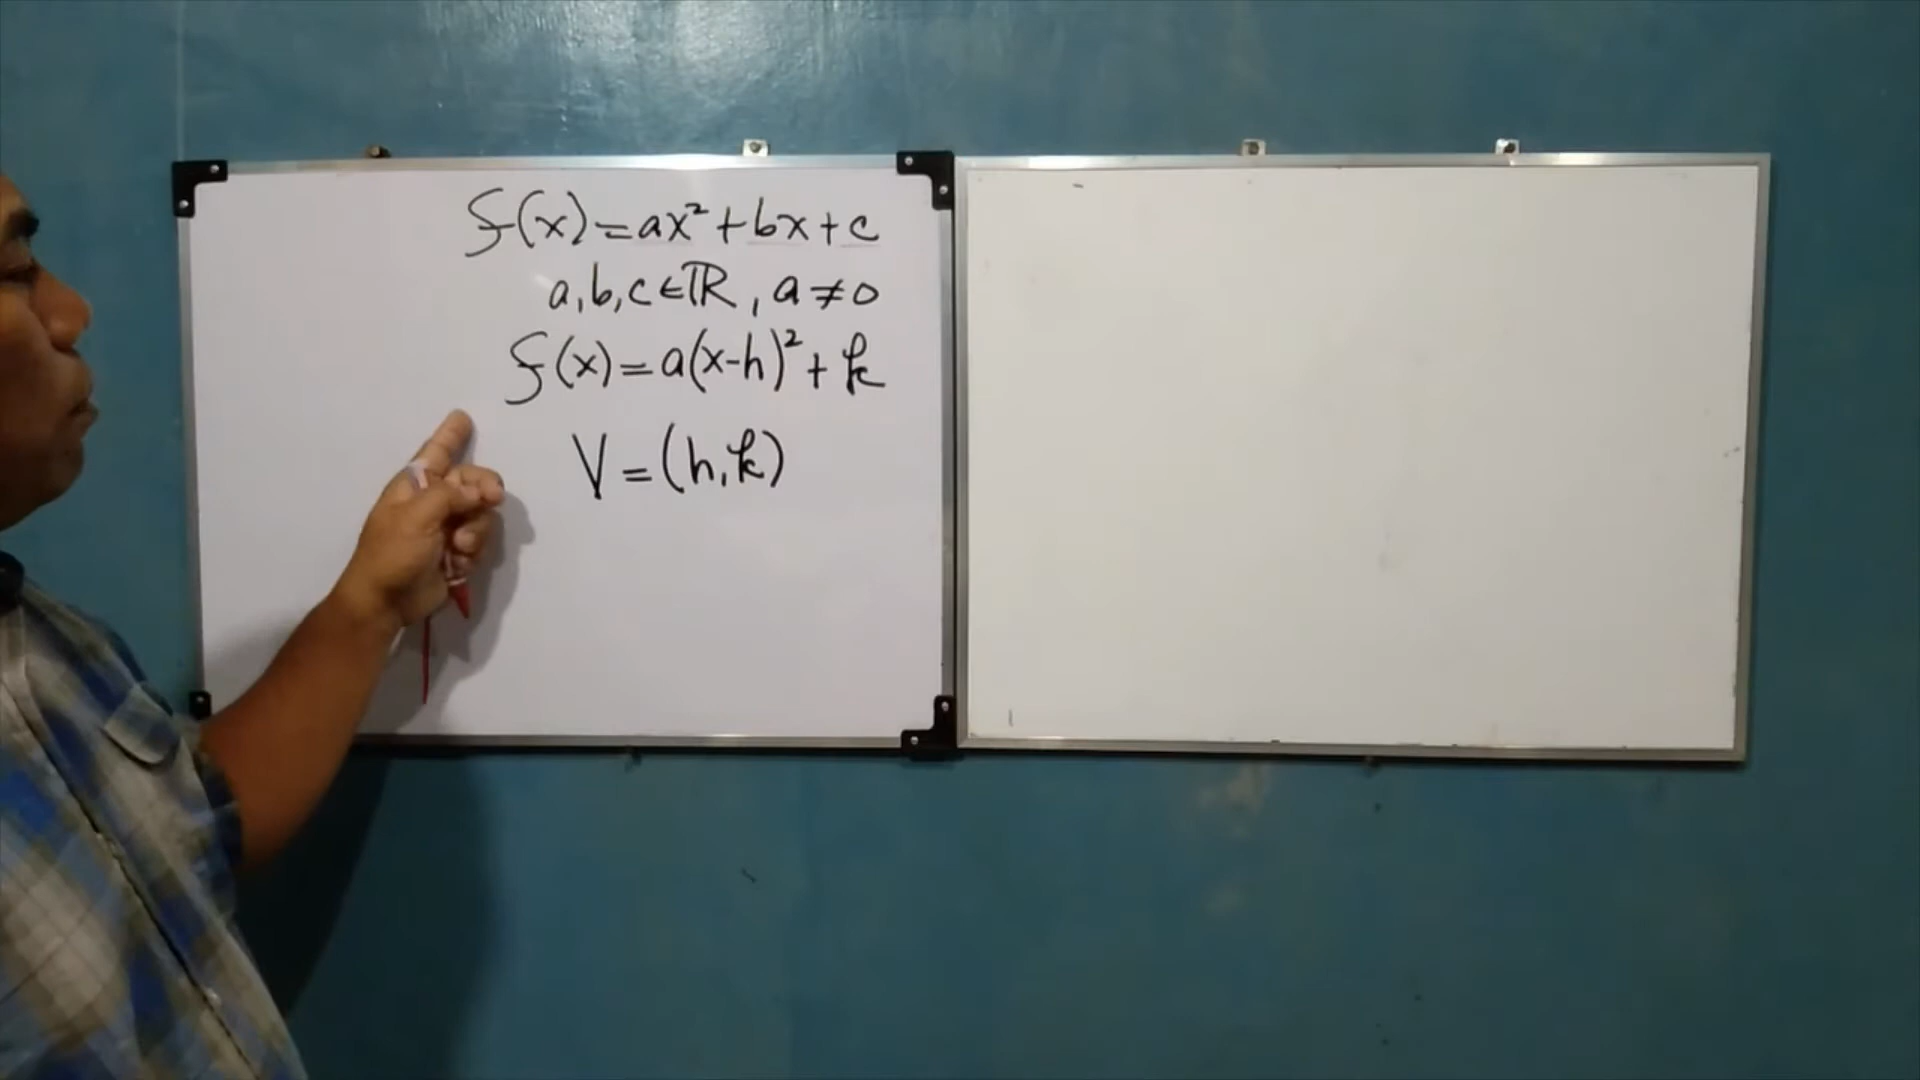 f(x)=ax²+bx+c
a,b,c∈ℝ, a≠0
f(x)=a(x-h)²+k
V=(h,k)